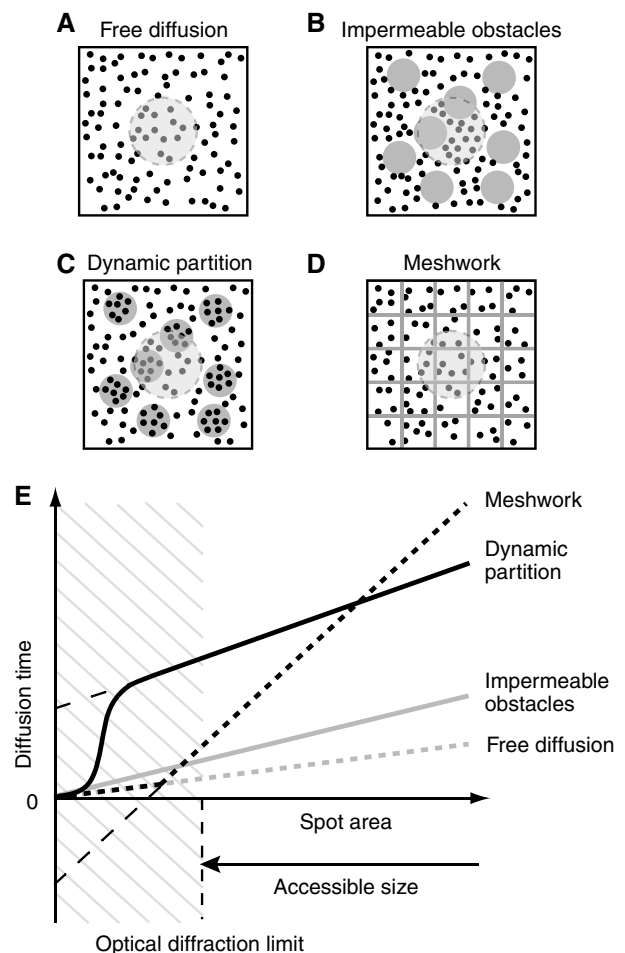 A Free diffusion
B Impermeable obstacles
C Dynamic partition
D Meshwork
E
Meshwork
Dynamic
partition
Impermeable
obstacles
Free diffusion
Diffusion time
0
Spot area
Accessible size
Optical diffraction limit